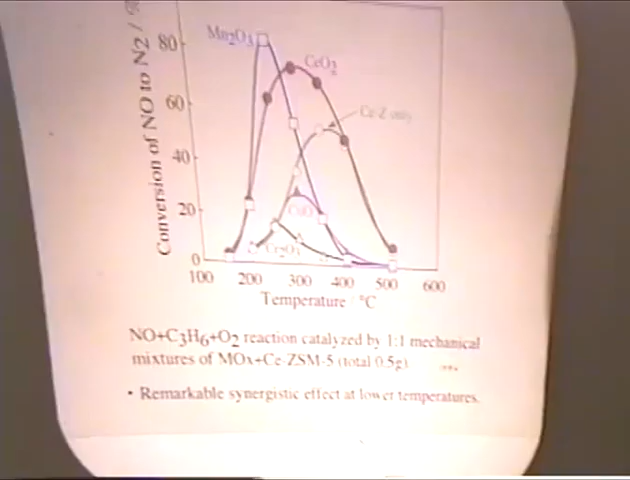 Conversion of NO to N2 / %
80
60
40
20
0
100 200 300 400 500 600
Temperature / °C
Mn2O3
CeO2
Ce-Z only
CuO
NO+C3H6+O2 reaction catalyzed by 1:1 mechanical
mixtures of MOx+Ce-ZSM-5 (total 0.5g)
• Remarkable synergistic effect at lower temperatures.